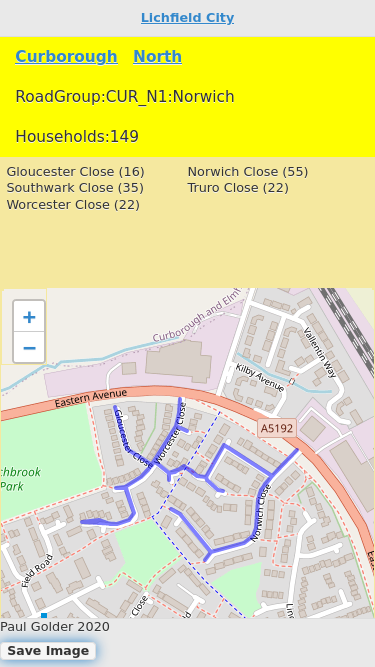 Lichfield City
Curborough North
RoadGroup:CUR_N1:Norwich
Households:149
Gloucester Close (16) Norwich Close (55)
Southwark Close (35) Truro Close (22)
Worcester Close (22)
+
−
Curborough and Elmh
Vallentin Way
Kilby Avenue
Eastern Avenue
A5192
Gloucester Close
Worcester Close
chbrook
Park
Norwich Close
Field Road
Close
Paul Golder 2020
Save Image